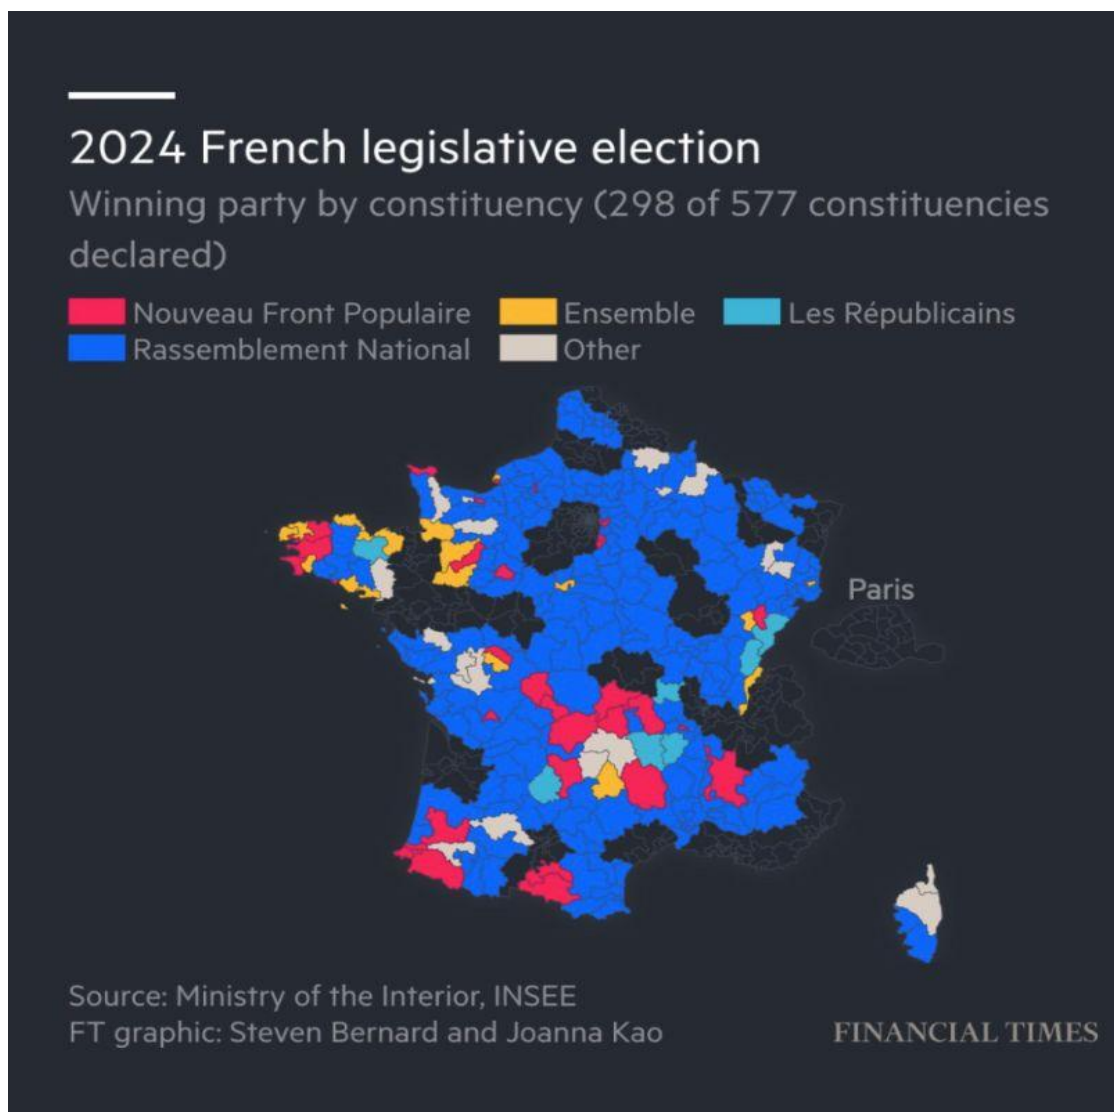 2024 French legislative election
Winning party by constituency (298 of 577 constituencies
declared)
Nouveau Front Populaire Ensemble Les Républicains
Rassemblement National Other
Paris
Source: Ministry of the Interior, INSEE
FT graphic: Steven Bernard and Joanna Kao
FINANCIAL TIMES